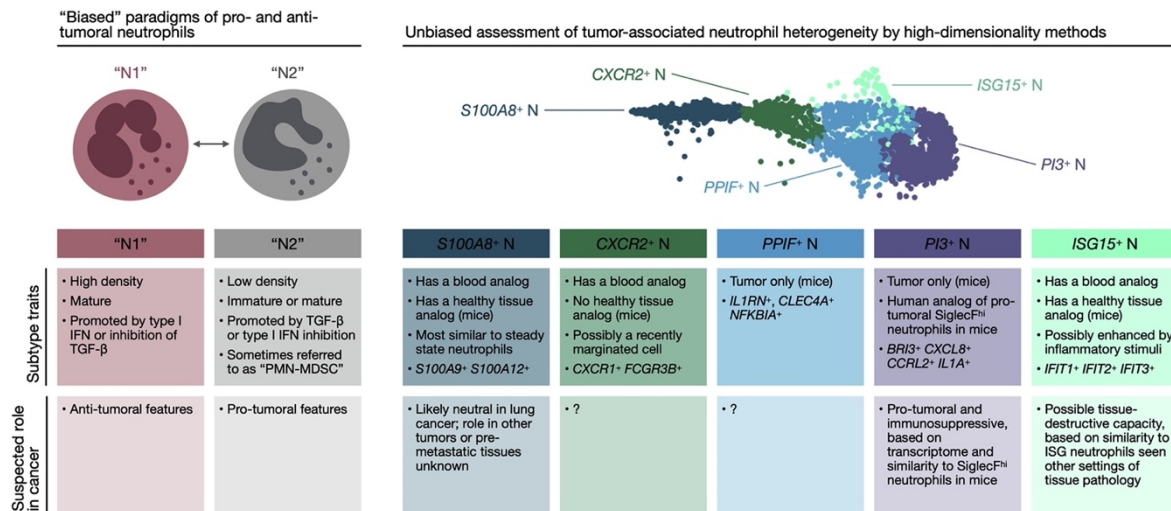 "Biased" paradigms of pro- and anti-
tumoral neutrophils
Unbiased assessment of tumor-associated neutrophil heterogeneity by high-dimensionality methods
"N1"
"N2"
S100A8⁺ N
CXCR2⁺ N
PPIF⁺ N
ISG15⁺ N
PI3⁺ N
Subtype traits
Suspected role
in cancer
"N1"
• High density
• Mature
• Promoted by type I
IFN or inhibition of
TGF-β
• Anti-tumoral features
"N2"
• Low density
• Immature or mature
• Promoted by TGF-β
or type I IFN inhibition
• Sometimes referred
to as "PMN-MDSC"
• Pro-tumoral features
S100A8⁺ N
• Has a blood analog
• Has a healthy tissue
analog (mice)
• Most similar to steady
state neutrophils
• S100A9⁺ S100A12⁺
• Likely neutral in lung
cancer; role in other
tumors or pre-
metastatic tissues
unknown
CXCR2⁺ N
• Has a blood analog
• No healthy tissue
analog (mice)
• Possibly a recently
marginated cell
• CXCR1⁺ FCGR3B⁺
• ?
PPIF⁺ N
• Tumor only (mice)
• IL1RN⁺, CLEC4A⁺
NFKBIA⁺
• ?
PI3⁺ N
• Tumor only (mice)
• Human analog of pro-
tumoral SiglecFʰⁱ
neutrophils in mice
• BRI3⁺ CXCL8⁺
CCRL2⁺ IL1A⁺
• Pro-tumoral and
immunosuppressive,
based on
transcriptome and
similarity to SiglecFʰⁱ
neutrophils in mice
ISG15⁺ N
• Has a blood analog
• Has a healthy tissue
analog (mice)
• Possibly enhanced by
inflammatory stimuli
• IFIT1⁺ IFIT2⁺ IFIT3⁺
• Possible tissue-
destructive capacity,
based on similarity to
ISG neutrophils seen
other settings of
tissue pathology